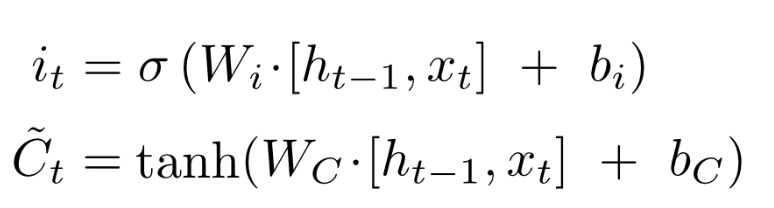 i_t = σ (W_i·[h_{t−1}, x_t] + b_i)
C̃_t = tanh(W_C·[h_{t−1}, x_t] + b_C)